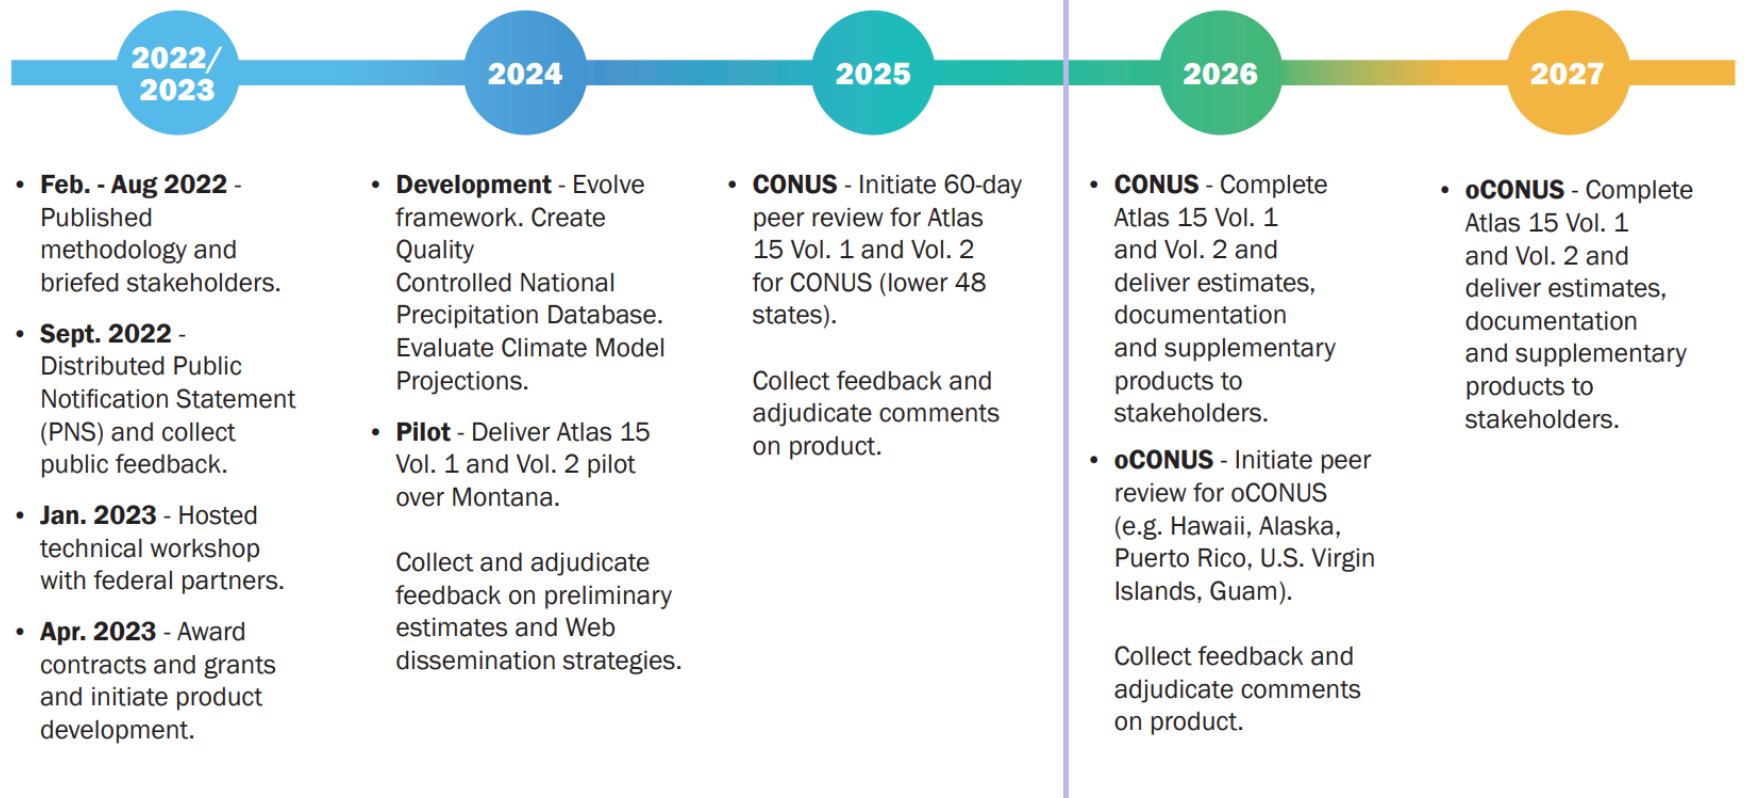 2022/
2023
2024
2025
2026
2027
• Feb. - Aug 2022 -
Published
methodology and
briefed stakeholders.
• Sept. 2022 -
Distributed Public
Notification Statement
(PNS) and collect
public feedback.
• Jan. 2023 - Hosted
technical workshop
with federal partners.
• Apr. 2023 - Award
contracts and grants
and initiate product
development.
• Development - Evolve
framework. Create
Quality
Controlled National
Precipitation Database.
Evaluate Climate Model
Projections.
• Pilot - Deliver Atlas 15
Vol. 1 and Vol. 2 pilot
over Montana.
Collect and adjudicate
feedback on preliminary
estimates and Web
dissemination strategies.
• CONUS - Initiate 60-day
peer review for Atlas
15 Vol. 1 and Vol. 2
for CONUS (lower 48
states).
Collect feedback and
adjudicate comments
on product.
• CONUS - Complete
Atlas 15 Vol. 1
and Vol. 2 and
deliver estimates,
documentation
and supplementary
products to
stakeholders.
• oCONUS - Initiate peer
review for oCONUS
(e.g. Hawaii, Alaska,
Puerto Rico, U.S. Virgin
Islands, Guam).
Collect feedback and
adjudicate comments
on product.
• oCONUS - Complete
Atlas 15 Vol. 1
and Vol. 2 and
deliver estimates,
documentation
and supplementary
products to
stakeholders.